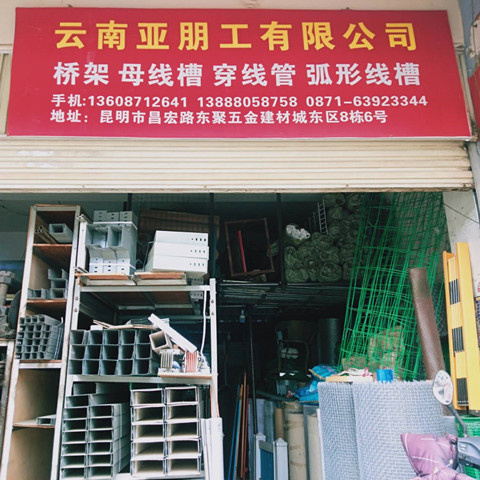 云南亚朋工有限公司
桥架 母线槽 穿线管 弧形线槽
手机:13608712641 13888058758 0871-63923344
地址：昆明市昌宏路东聚五金建材城东区8栋6号